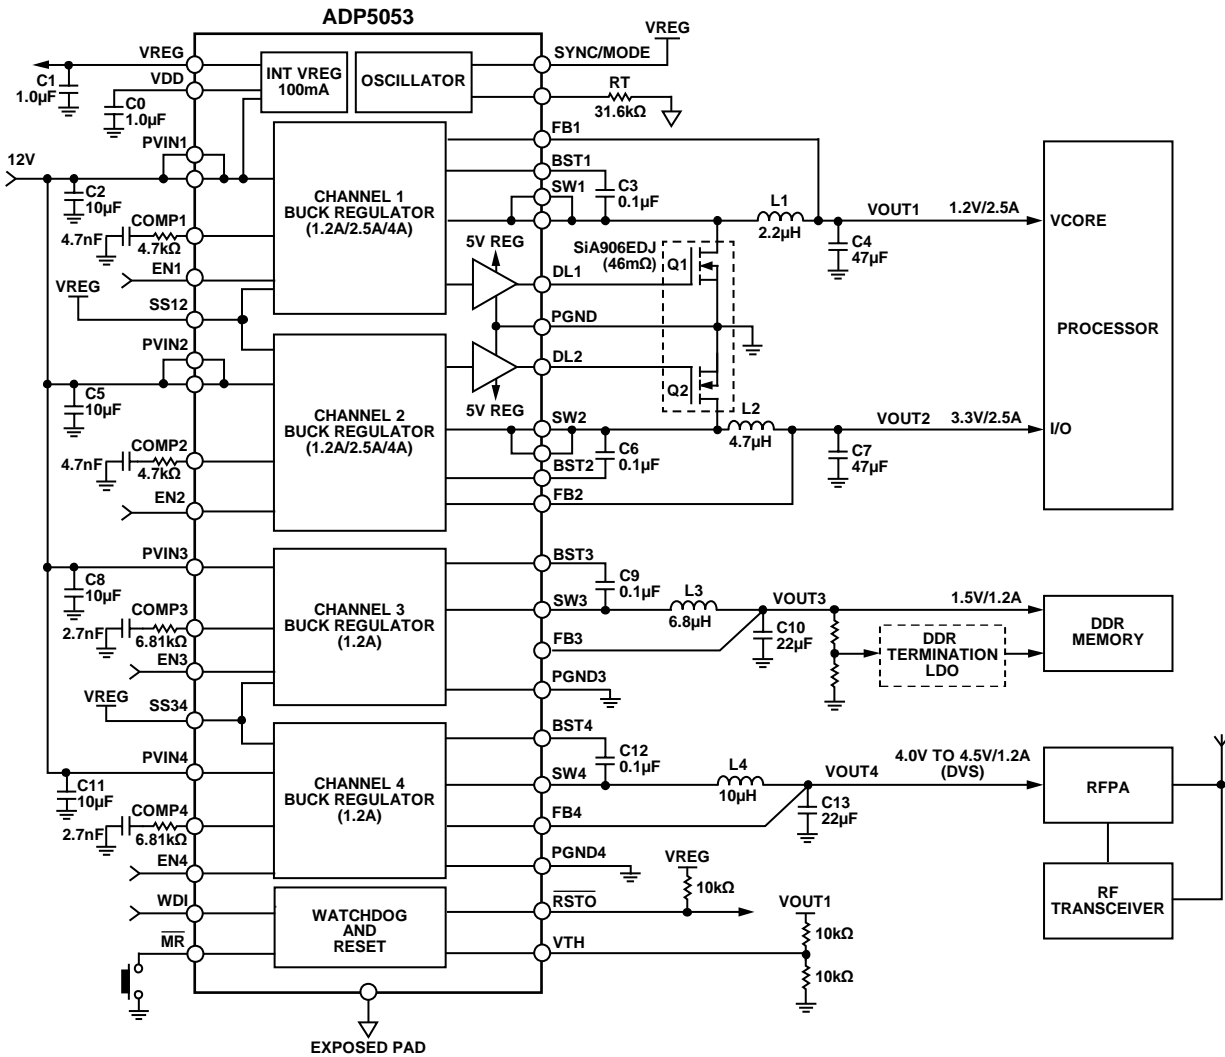 ADP5053
VREG
C1
1.0µF
VDD
C0
1.0µF
INT VREG
100mA
OSCILLATOR
SYNC/MODE
VREG
RT
31.6kΩ
12V
PVIN1
C2
10µF
COMP1
4.7nF
4.7kΩ
EN1
VREG
SS12
CHANNEL 1
BUCK REGULATOR
(1.2A/2.5A/4A)
FB1
BST1
SW1
C3
0.1µF
L1
2.2µH
VOUT1
1.2V/2.5A
C4
47µF
VCORE
PROCESSOR
I/O
5V REG
DL1
SiA906EDJ
(46mΩ)
Q1
PGND
DL2
Q2
5V REG
PVIN2
C5
10µF
COMP2
4.7nF
4.7kΩ
EN2
CHANNEL 2
BUCK REGULATOR
(1.2A/2.5A/4A)
SW2
BST2
C6
0.1µF
FB2
L2
4.7µH
VOUT2
3.3V/2.5A
C7
47µF
PVIN3
C8
10µF
COMP3
2.7nF
6.81kΩ
EN3
VREG
SS34
CHANNEL 3
BUCK REGULATOR
(1.2A)
BST3
C9
0.1µF
SW3
FB3
PGND3
L3
6.8µH
VOUT3
C10
22µF
1.5V/1.2A
DDR
TERMINATION
LDO
DDR
MEMORY
PVIN4
C11
10µF
COMP4
2.7nF
6.81kΩ
EN4
CHANNEL 4
BUCK REGULATOR
(1.2A)
BST4
C12
0.1µF
SW4
FB4
PGND4
L4
10µH
VOUT4
C13
22µF
4.0V TO 4.5V/1.2A
(DVS)
RFPA
RF
TRANSCEIVER
WDI
MR
WATCHDOG
AND
RESET
RSTO
VREG
10kΩ
VTH
VOUT1
10kΩ
10kΩ
EXPOSED PAD